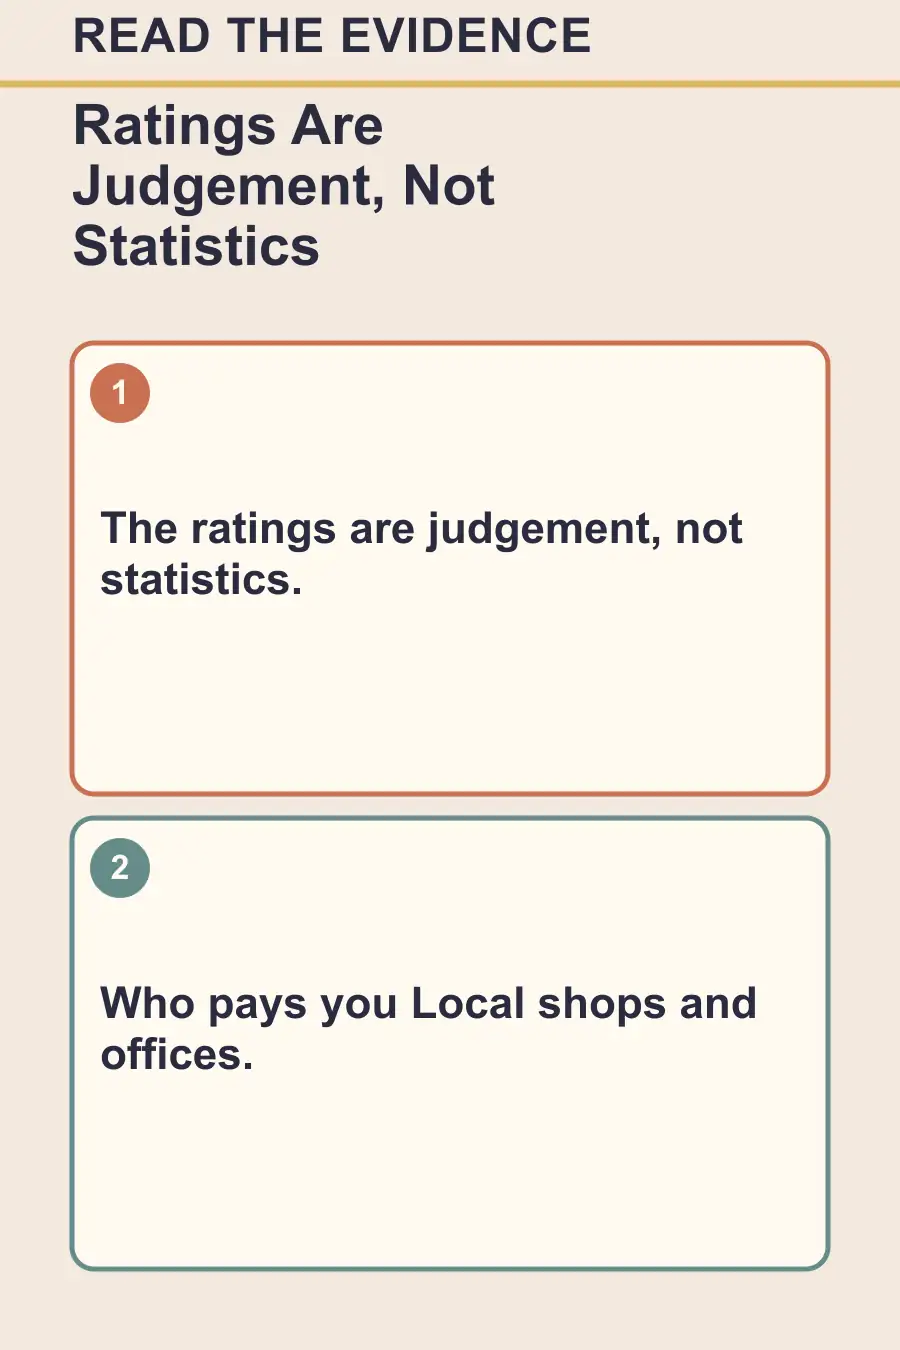 READ THE EVIDENCE
Ratings Are
Judgement, Not
Statistics
1
The ratings are judgement, not
statistics.
2
Who pays you Local shops and
offices.